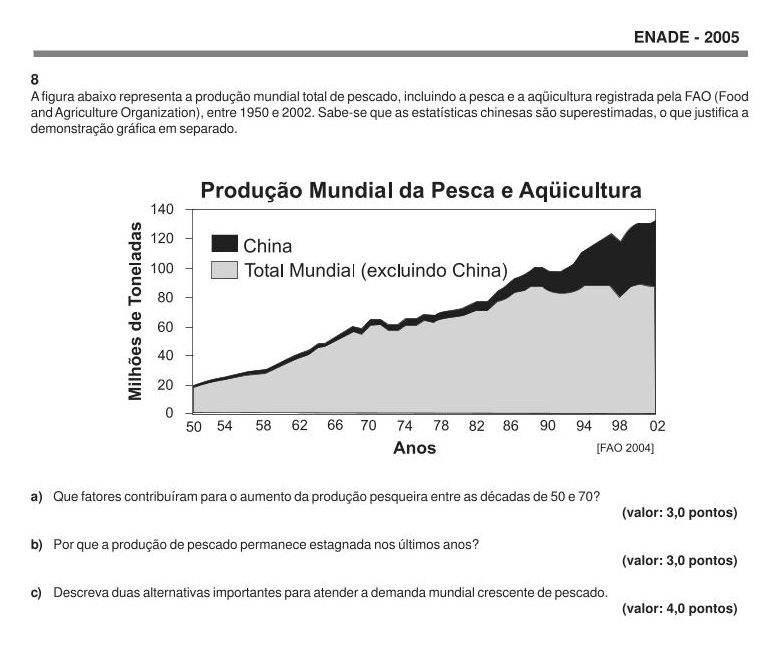 ENADE - 2005
8
A figura abaixo representa a produção mundial total de pescado, incluindo a pesca e a aqüicultura registrada pela FAO (Food
and Agriculture Organization), entre 1950 e 2002. Sabe-se que as estatísticas chinesas são superestimadas, o que justifica a
demonstração gráfica em separado.
Produção Mundial da Pesca e Aqüicultura
Milhões de Toneladas
140
120
100
80
60
40
20
0
China
Total Mundial (excluindo China)
50 54 58 62 66 70 74 78 82 86 90 94 98 02
Anos
[FAO 2004]
a) Que fatores contribuíram para o aumento da produção pesqueira entre as décadas de 50 e 70?
(valor: 3,0 pontos)
b) Por que a produção de pescado permanece estagnada nos últimos anos?
(valor: 3,0 pontos)
c) Descreva duas alternativas importantes para atender a demanda mundial crescente de pescado.
(valor: 4,0 pontos)